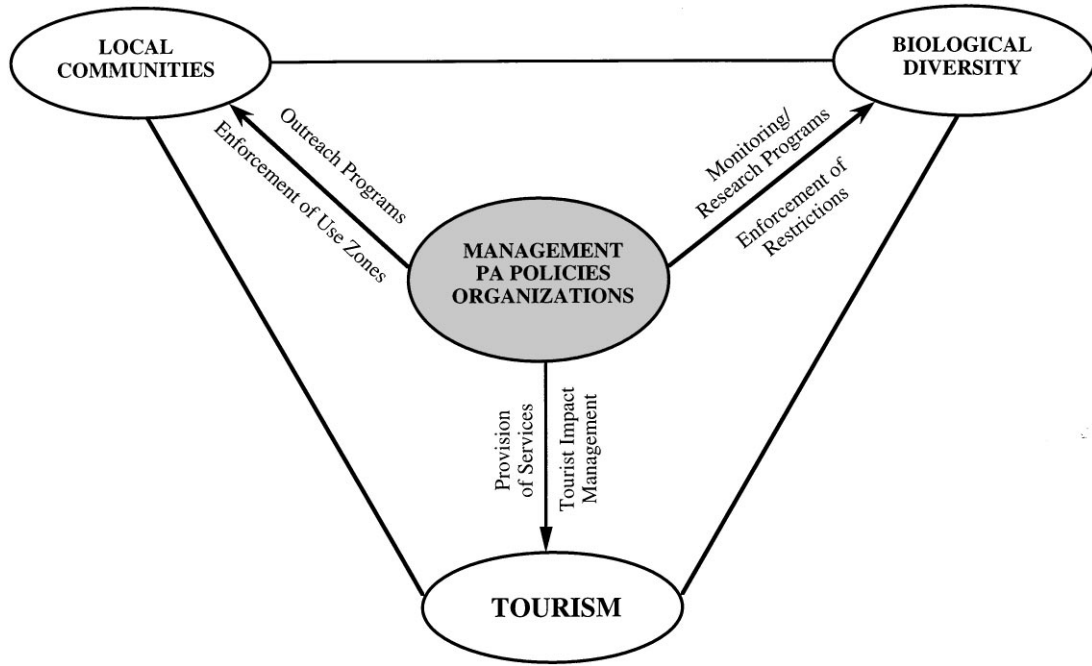 LOCAL
COMMUNITIES
BIOLOGICAL
DIVERSITY
Outreach Programs
Enforcement of Use Zones
Monitoring/
Research Programs
Enforcement of
Restrictions
MANAGEMENT
PA POLICIES
ORGANIZATIONS
Provision
of Services
Tourist Impact
Management
TOURISM